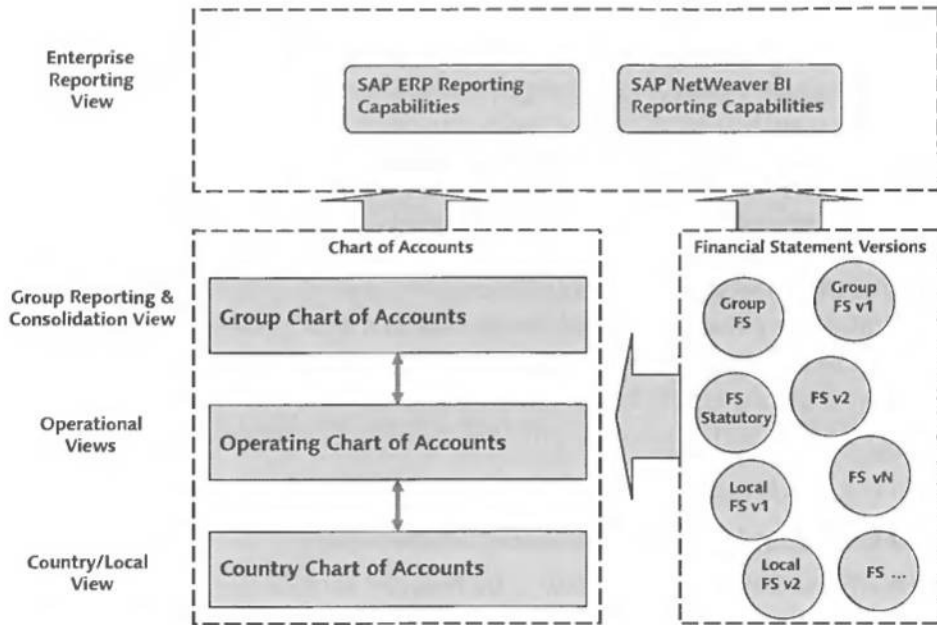 Enterprise
Reporting
View
SAP ERP Reporting
Capabilities
SAP NetWeaver BI
Reporting Capabilities
Chart of Accounts
Financial Statement Versions
Group Reporting &
Consolidation View
Group Chart of Accounts
Group
FS
Group
FS v1
Operational
Views
Operating Chart of Accounts
FS
Statutory
FS v2
Local
FS v1
FS vN
Country/Local
View
Country Chart of Accounts
Local
FS v2
FS ...